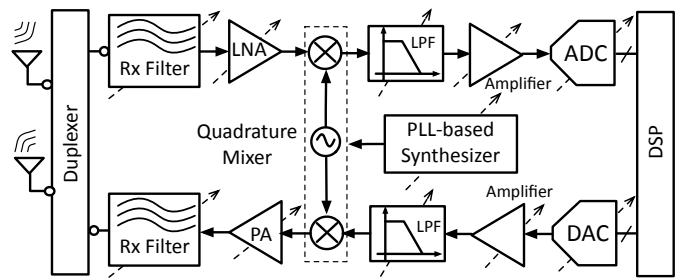 Duplexer
Rx Filter
LNA
LPF
Amplifier
ADC
DSP
Quadrature
Mixer
PLL-based
Synthesizer
Rx Filter
PA
LPF
Amplifier
DAC